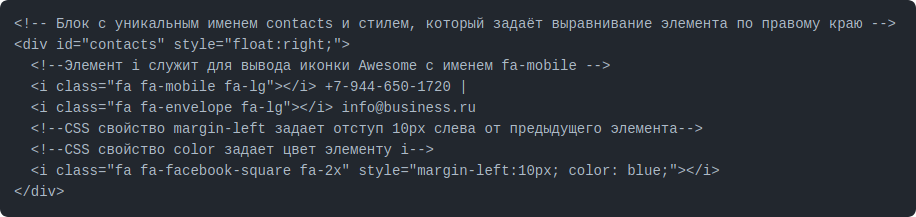 <!-- Блок с уникальным именем contacts и стилем, который задаёт выравнивание элемента по правому краю -->
<div id="contacts" style="float:right;">
  <!--Элемент i служит для вывода иконки Awesome с именем fa-mobile -->
  <i class="fa fa-mobile fa-lg"></i> +7-944-650-1720 |
  <i class="fa fa-envelope fa-lg"></i> info@business.ru
  <!--CSS свойство margin-left задает отступ 10px слева от предыдущего элемента-->
  <!--CSS свойство color задает цвет элементу i-->
  <i class="fa fa-facebook-square fa-2x" style="margin-left:10px; color: blue;"></i>
</div>